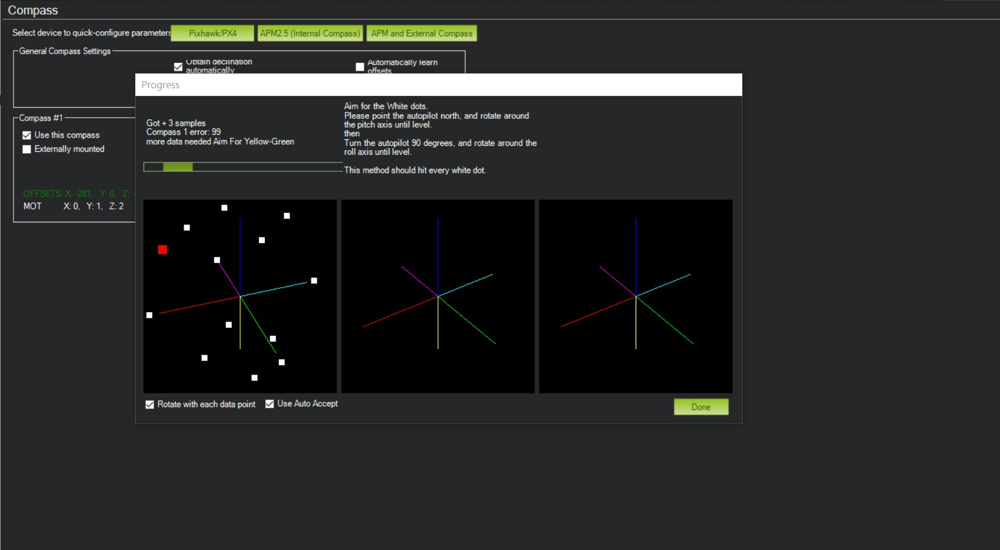 Compass
Select device to quick-configure parameters
Pixhawk/PX4
APM2.5 (Internal Compass)
APM and External Compass
General Compass Settings
Obtain declination
automatically
Automatically learn
offsets
Progress
Compass #1
Use this compass
Externally mounted
OFFSETS X: -281, Y: 0, Z: -
MOT X: 0, Y: 1, Z: 2
Got + 3 samples
Compass 1 error: 99
more data needed Aim For Yellow-Green
Aim for the White dots.
Please point the autopilot north, and rotate around
the pitch axis until level.
then
Turn the autopilot 90 degrees, and rotate around the
roll axis until level.
This method should hit every white dot.
Rotate with each data point
Use Auto Accept
Done